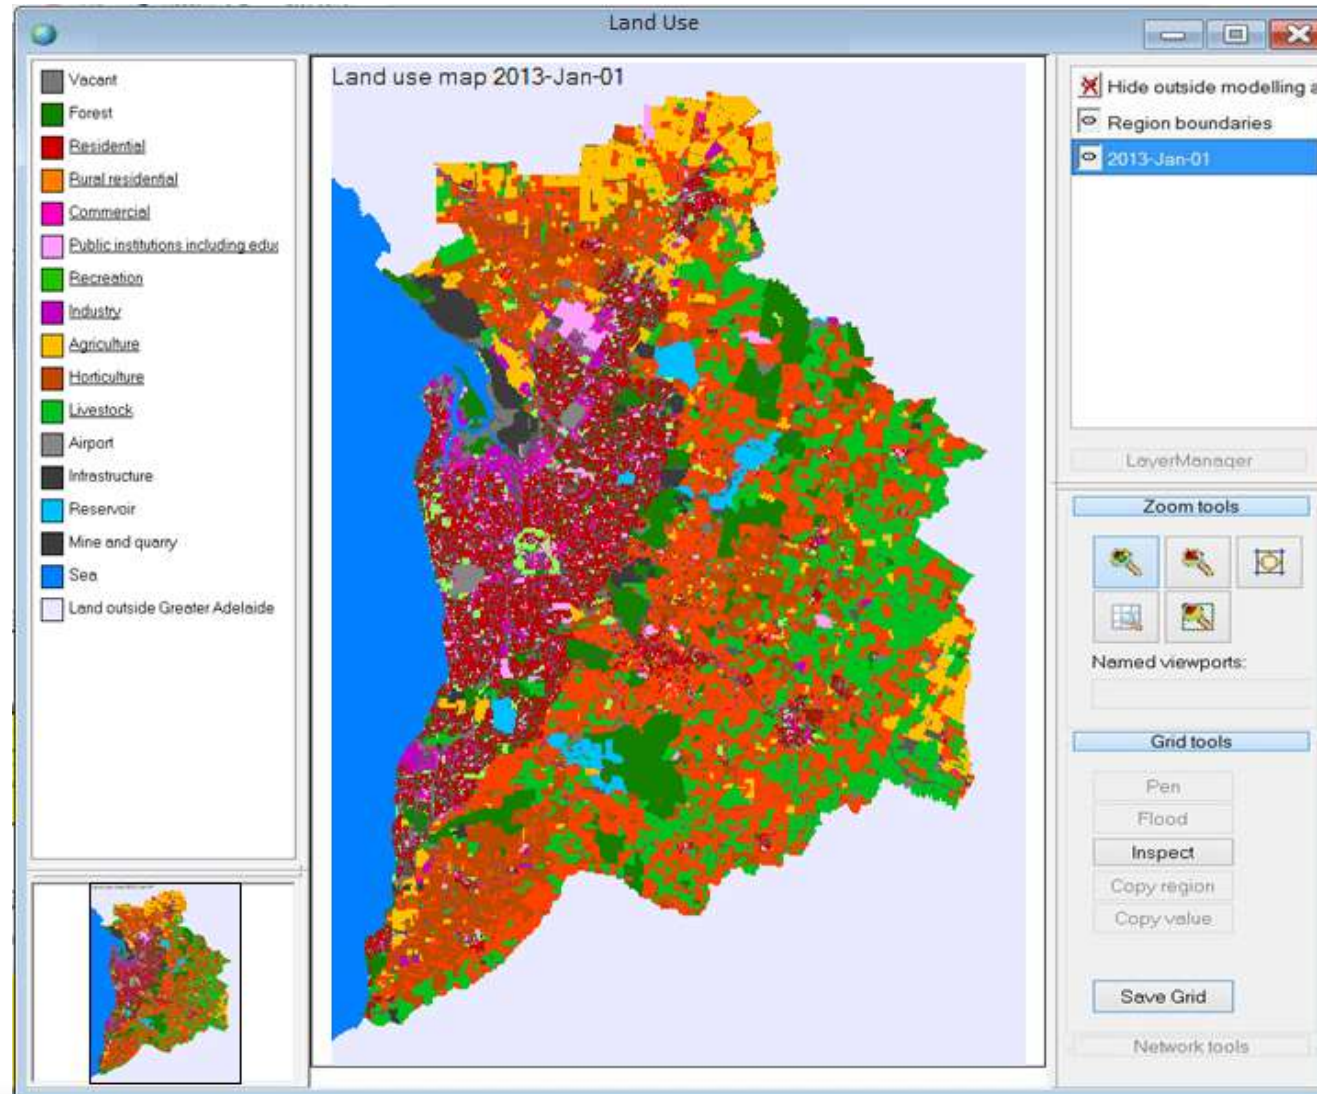 Land Use
Vacant
Forest
Residential
Rural residential
Commercial
Public institutions including edu
Recreation
Industry
Agriculture
Horticulture
Livestock
Airport
Infrastructure
Reservoir
Mine and quarry
Sea
Land outside Greater Adelaide
Land use map 2013-Jan-01
Hide outside modelling a
Region boundaries
2013-Jan-01
LayerManager
Zoom tools
Named viewports:
Grid tools
Pen
Flood
Inspect
Copy region
Copy value
Save Grid
Network tools